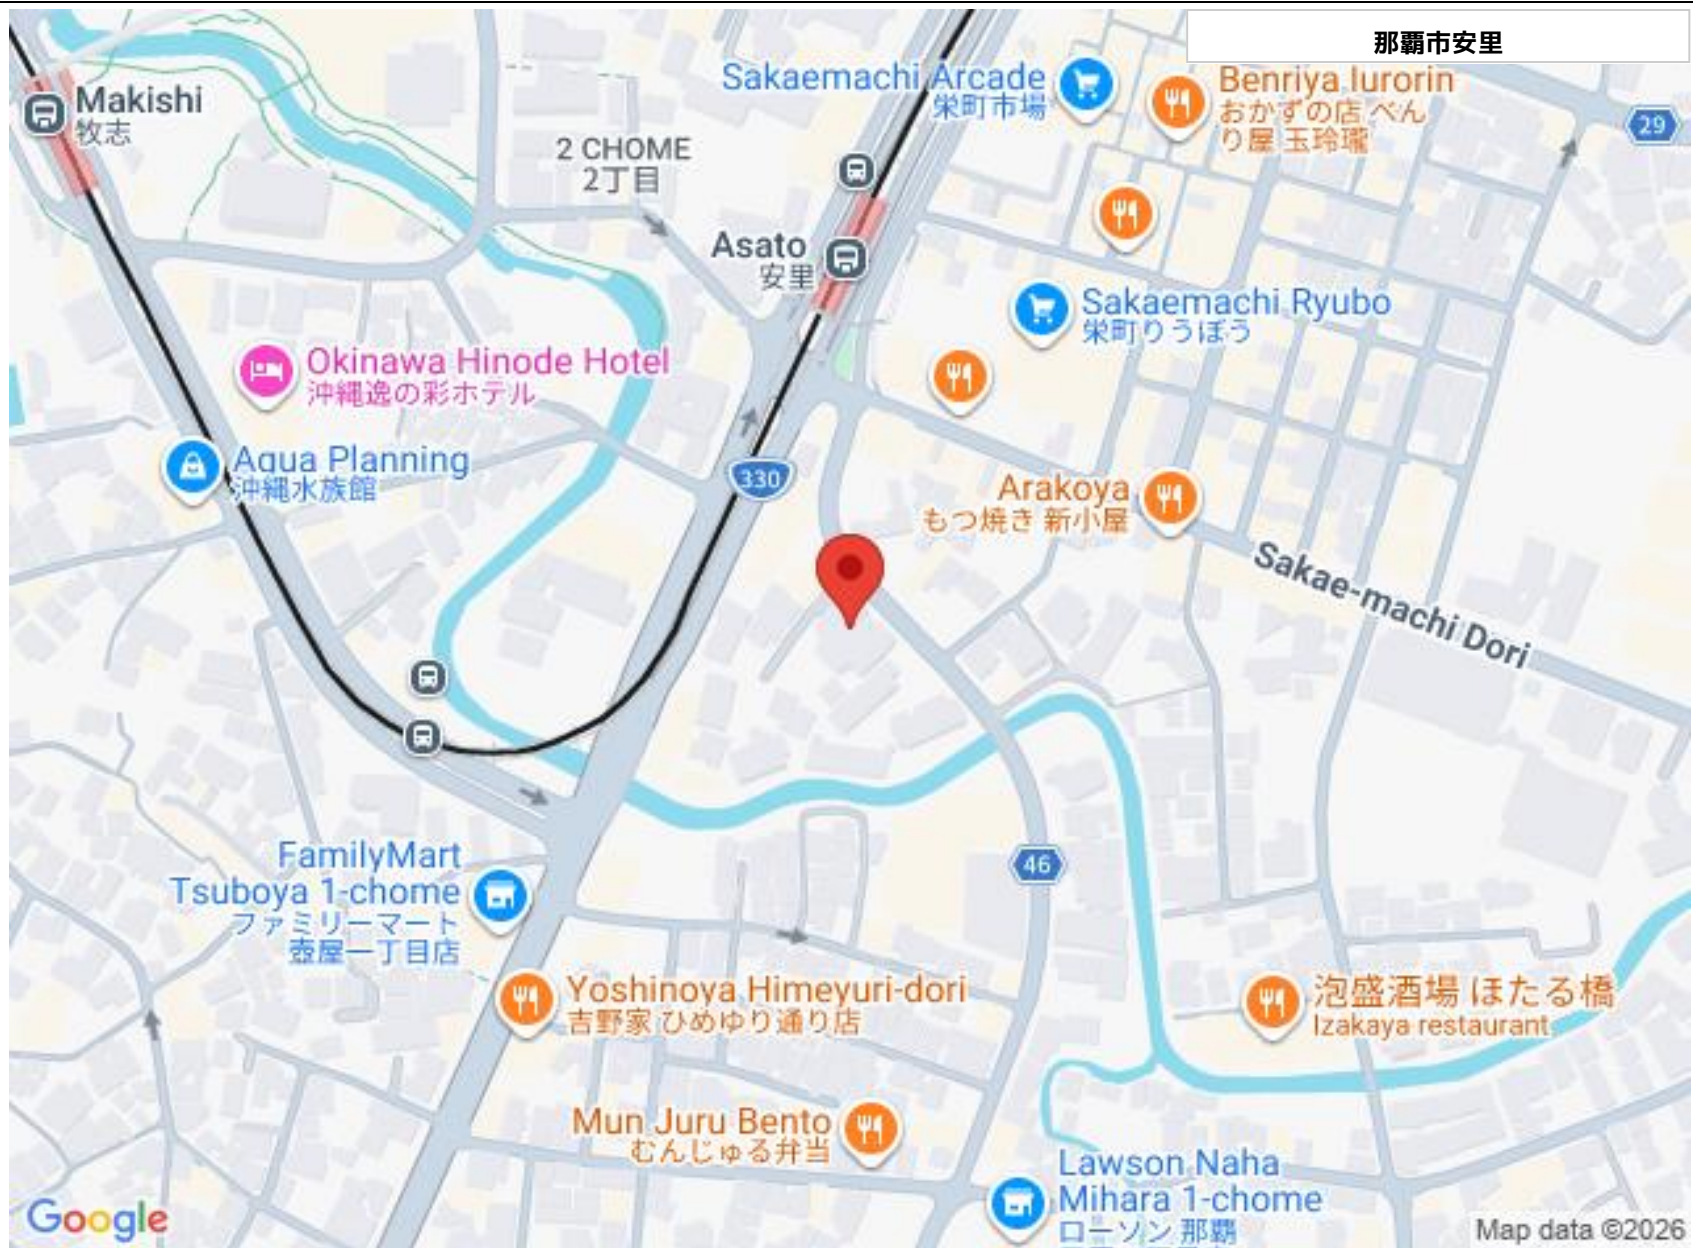 那覇市安里
Makishi
牧志
2 CHOME
2丁目
Sakaemachi Arcade
栄町市場
Benriya Iurorin
おかずの店 べん
り屋 玉玲瓏
29
Asato
安里
Sakaemachi Ryubo
栄町りうぼう
Okinawa Hinode Hotel
沖縄逸の彩ホテル
Aqua Planning
沖縄水族館
330
Arakoya
もつ焼き 新小屋
Sakae-machi Dori
FamilyMart
Tsuboya 1-chome
ファミリーマート
壺屋一丁目店
46
Yoshinoya Himeyuri-dori
吉野家 ひめゆり通り店
泡盛酒場 ほたる橋
Izakaya restaurant
Mun Juru Bento
むんじゅる弁当
Lawson Naha
Mihara 1-chome
ローソン 那覇
Google
Map data ©2026